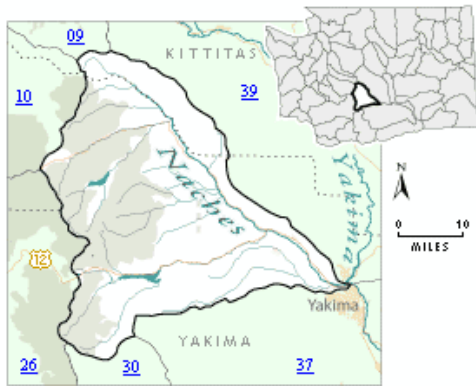 09
KITTITAS
10
39
Naches
Yakima
N
0 10
MILES
12
Yakima
YAKIMA
26
30
37